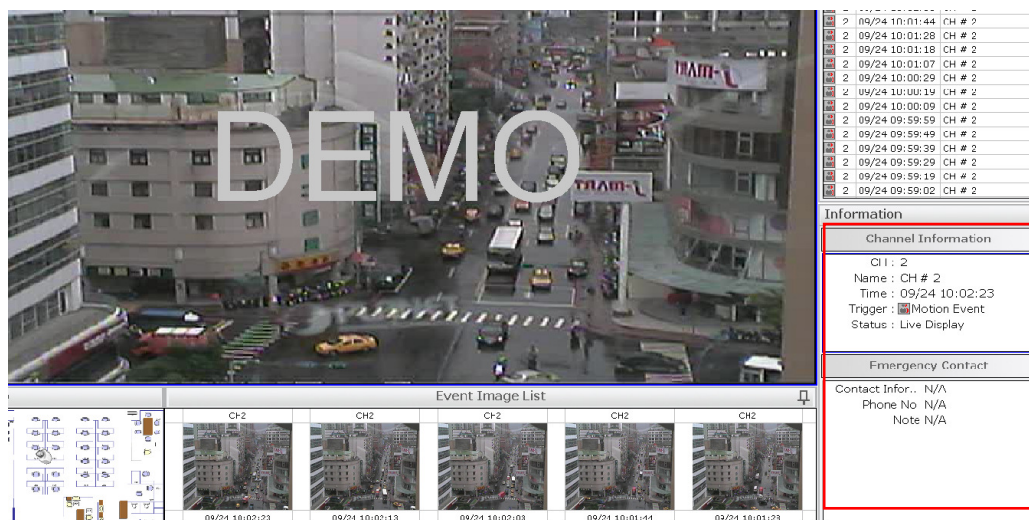 DEMO
2 09/24 10:01:44 CH # 2
2 09/24 10:01:28 CH # 2
2 09/24 10:01:18 CH # 2
2 09/24 10:01:07 CH # 2
2 09/24 10:00:29 CH # 2
2 09/24 10:00:19 CH # 2
2 09/24 10:00:09 CH # 2
2 09/24 09:59:59 CH # 2
2 09/24 09:59:49 CH # 2
2 09/24 09:59:39 CH # 2
2 09/24 09:59:29 CH # 2
2 09/24 09:59:19 CH # 2
2 09/24 09:59:02 CH # 2
Information
Channel Information
CH : 2
Name : CH # 2
Time : 09/24 10:02:23
Trigger : Motion Event
Status : Live Display
Emergency Contact
Contact Infor.. N/A
Phone No N/A
Note N/A
Event Image List
CH2 CH2 CH2 CH2 CH2
09/24 10:02:23 09/24 10:02:13 09/24 10:02:03 09/24 10:01:44 09/24 10:01:28